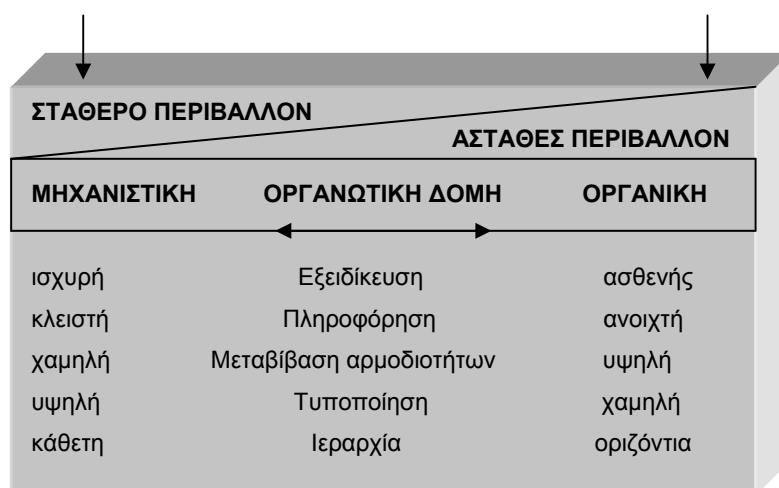 ΣΤΑΘΕΡΟ ΠΕΡΙΒΑΛΛΟΝ
ΑΣΤΑΘΕΣ ΠΕΡΙΒΑΛΛΟΝ
ΜΗΧΑΝΙΣΤΙΚΗ ΟΡΓΑΝΩΤΙΚΗ ΔΟΜΗ ΟΡΓΑΝΙΚΗ
ισχυρή Εξειδίκευση ασθενής
κλειστή Πληροφόρηση ανοιχτή
χαμηλή Μεταβίβαση αρμοδιοτήτων υψηλή
υψηλή Τυποποίηση χαμηλή
κάθετη Ιεραρχία οριζόντια